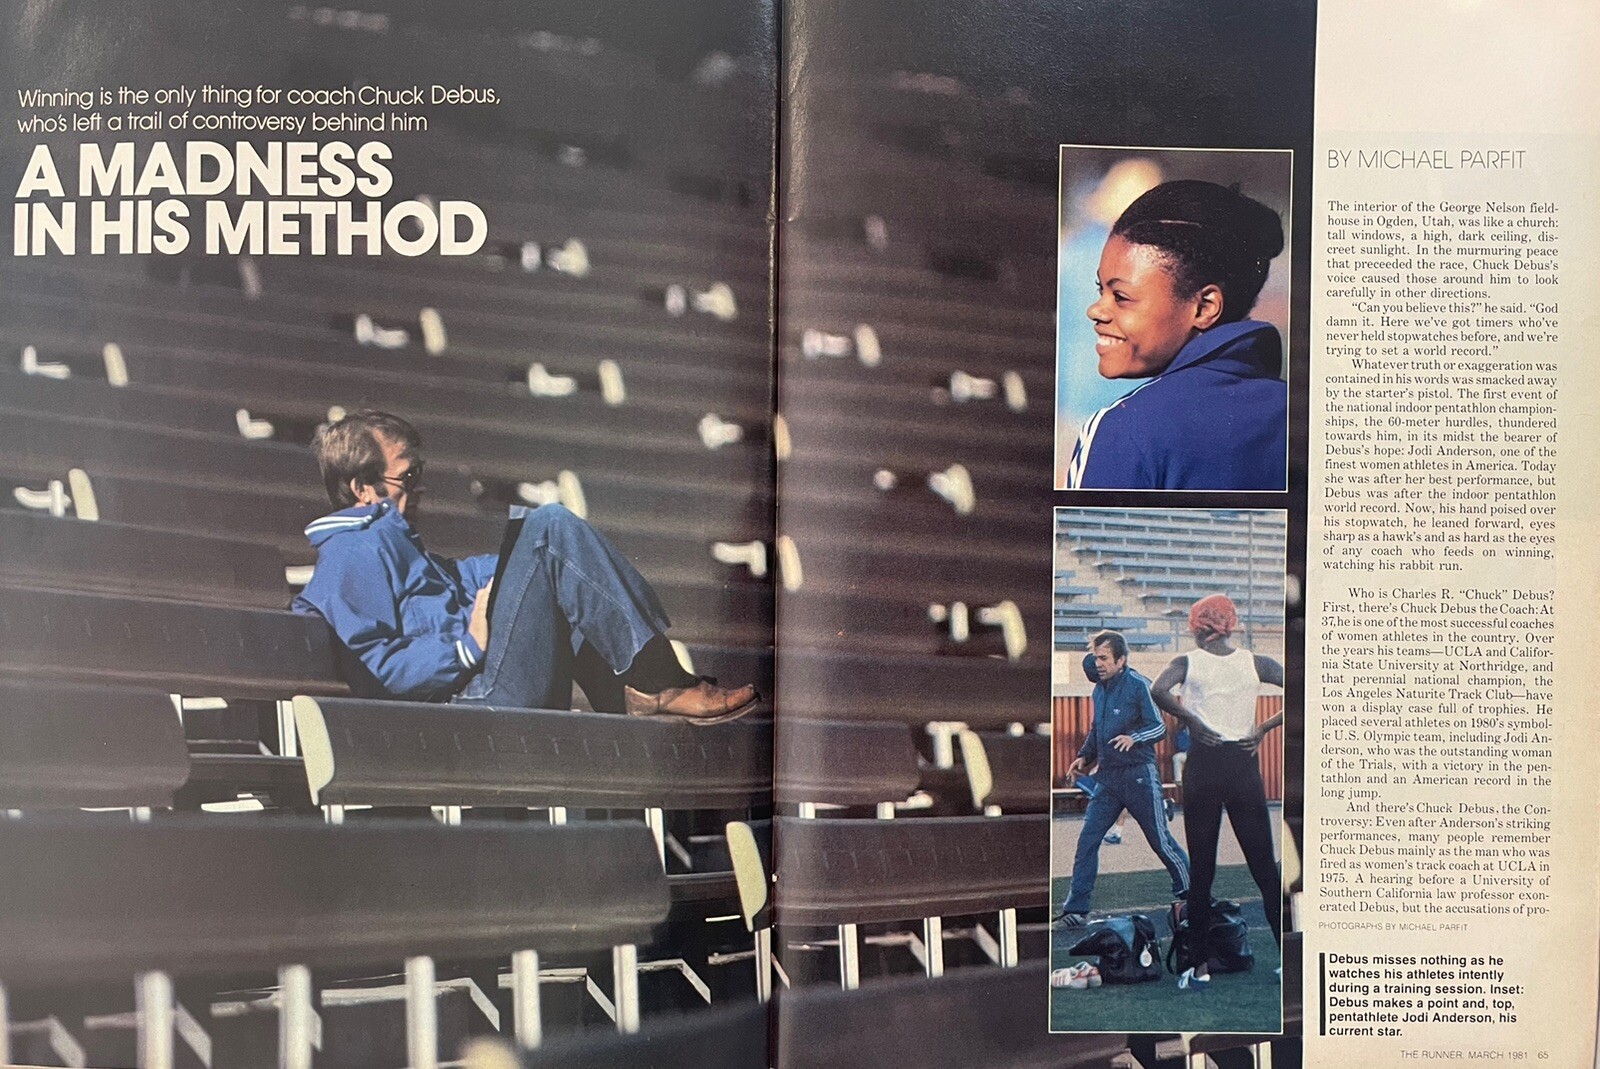 Winning is the only thing for coach Chuck Debus,
who's left a trail of controversy behind him
A MADNESS
IN HIS METHOD
BY MICHAEL PARFIT
The interior of the George Nelson field-
house in Ogden, Utah, was like a church:
tall windows, a high, dark ceiling, dis-
creet sunlight. In the murmuring peace
that preceeded the race, Chuck Debus's
voice caused those around him to look
carefully in other directions.
"Can you believe this?" he said. "God
damn it. Here we've got timers who've
never held stopwatches before, and we're
trying to set a world record."
Whatever truth or exaggeration was
contained in his words was smacked away
by the starter's pistol. The first event of
the national indoor pentathlon champion-
ships, the 60-meter hurdles, thundered
towards him, in its midst the bearer of
Debus's hope: Jodi Anderson, one of the
finest women athletes in America. Today
she was after her best performance, but
Debus was after the indoor pentathlon
world record. Now, his hand poised over
his stopwatch, he leaned forward, eyes
sharp as a hawk's and as hard as the eyes
of any coach who feeds on winning,
watching his rabbit run.
Who is Charles R. "Chuck" Debus?
First, there's Chuck Debus the Coach: At
37, he is one of the most successful coaches
of women athletes in the country. Over
the years his teams—UCLA and Califor-
nia State University at Northridge, and
that perennial national champion, the
Los Angeles Naturite Track Club—have
won a display case full of trophies. He
placed several athletes on 1980's symbol-
ic U.S. Olympic team, including Jodi An-
derson, who was the outstanding woman
of the Trials, with a victory in the pen-
tathlon and an American record in the
long jump.
And there's Chuck Debus, the Con-
troversy: Even after Anderson's striking
performances, many people remember
Chuck Debus mainly as the man who was
fired as women's track coach at UCLA in
1975. A hearing before a University of
Southern California law professor exon-
erated Debus, but the accusations of pro-
PHOTOGRAPHS BY MICHAEL PARFIT
Debus misses nothing as he
watches his athletes intently
during a training session. Inset:
Debus makes a point and, top,
pentathlete Jodi Anderson, his
current star.
THE RUNNER MARCH 1981 65